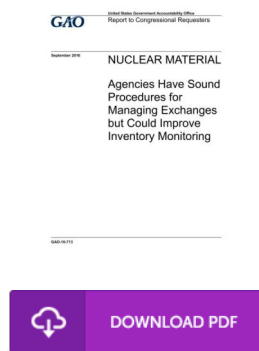 United States Government Accountability Office
GAO
Report to Congressional Requesters
September 2016
NUCLEAR MATERIAL
Agencies Have Sound
Procedures for
Managing Exchanges
but Could Improve
Inventory Monitoring
GAO-16-713
DOWNLOAD PDF